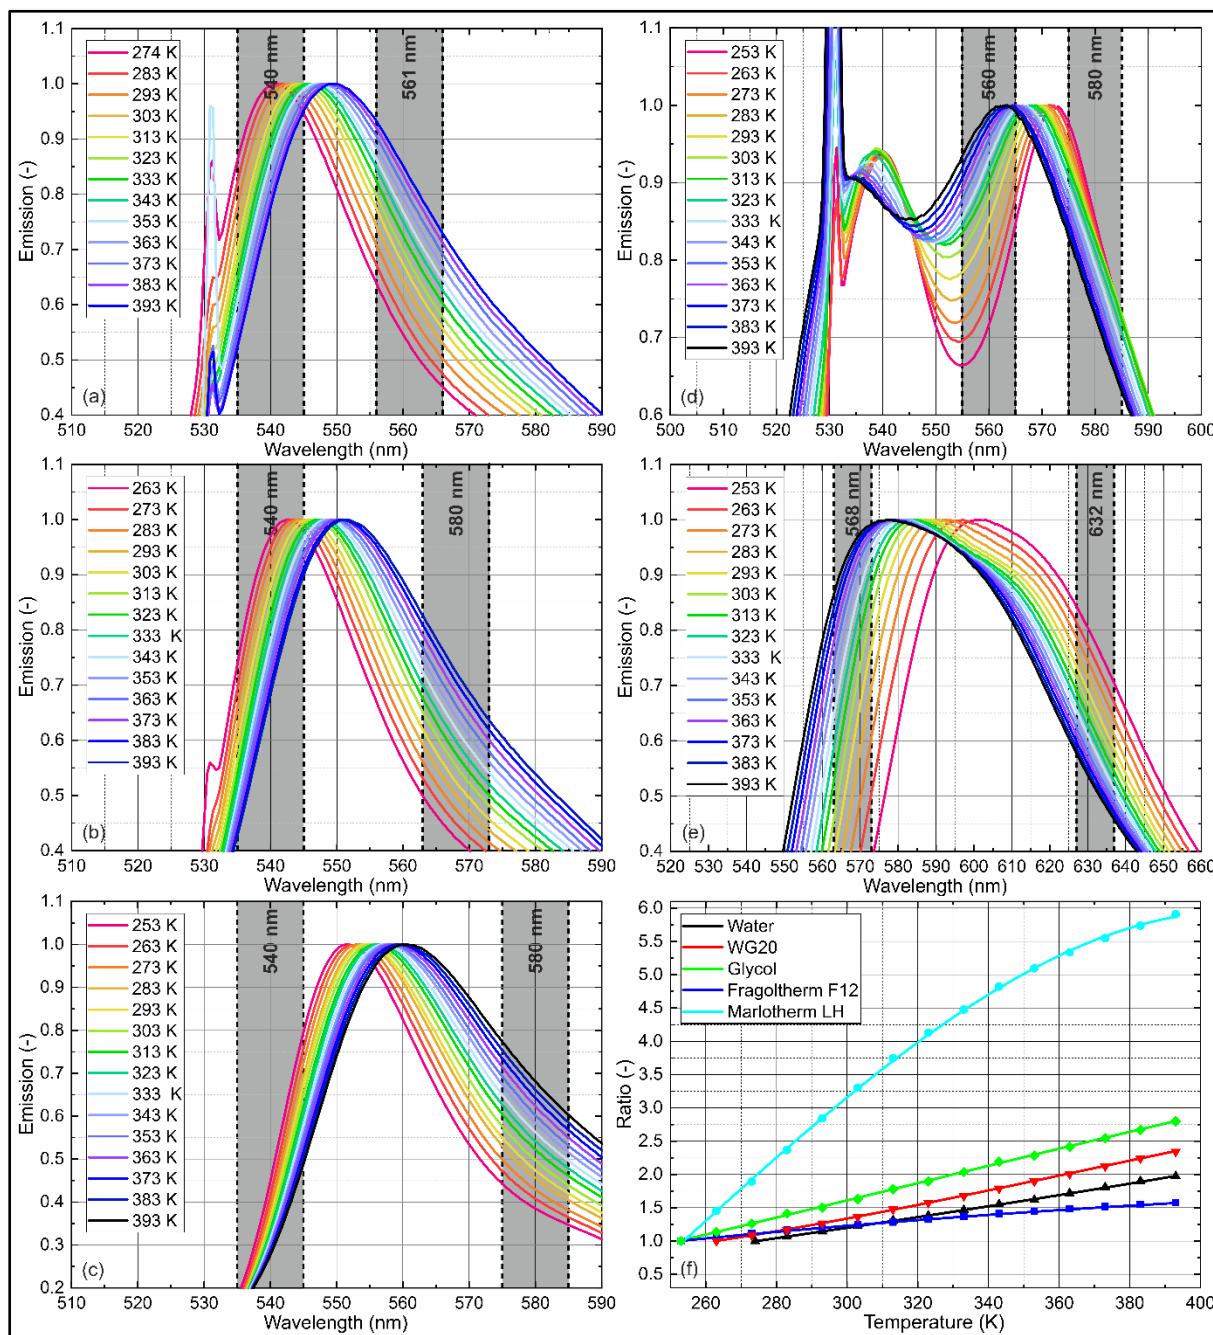 1.1
1.0
0.9
0.8
0.7
0.6
0.5
0.4
Emission (-)
274 K
283 K
293 K
303 K
313 K
323 K
333 K
343 K
353 K
363 K
373 K
383 K
393 K
540 nm
561 nm
(a)
510 520 530 540 550 560 570 580 590
Wavelength (nm)
1.1
1.0
0.9
0.8
0.7
0.6
Emission (-)
253 K
263 K
273 K
283 K
293 K
303 K
313 K
323 K
333 K
343 K
353 K
363 K
373 K
383 K
393 K
560 nm
580 nm
(d)
500 510 520 530 540 550 560 570 580 590 600
Wavelength (nm)
1.1
1.0
0.9
0.8
0.7
0.6
0.5
0.4
Emission (-)
263 K
273 K
283 K
293 K
303 K
313 K
323 K
333 K
343 K
353 K
363 K
373 K
383 K
393 K
540 nm
580 nm
(b)
510 520 530 540 550 560 570 580 590
Wavelength (nm)
1.1
1.0
0.9
0.8
0.7
0.6
0.5
0.4
Emission (-)
253 K
263 K
273 K
283 K
293 K
303 K
313 K
323 K
333 K
343 K
353 K
363 K
373 K
383 K
393 K
568 nm
632 nm
(e)
520 530 540 550 560 570 580 590 600 610 620 630 640 650 660
Wavelength (nm)
1.1
1.0
0.9
0.8
0.7
0.6
0.5
0.4
0.3
0.2
Emission (-)
253 K
263 K
273 K
283 K
293 K
303 K
313 K
323 K
333 K
343 K
353 K
363 K
373 K
383 K
393 K
540 nm
580 nm
(c)
510 520 530 540 550 560 570 580 590
Wavelength (nm)
6.0
5.5
5.0
4.5
4.0
3.5
3.0
2.5
2.0
1.5
1.0
0.5
Ratio (-)
Water
WG20
Glycol
Fragoltherm F12
Marlotherm LH
(f)
260 280 300 320 340 360 380 400
Temperature (K)